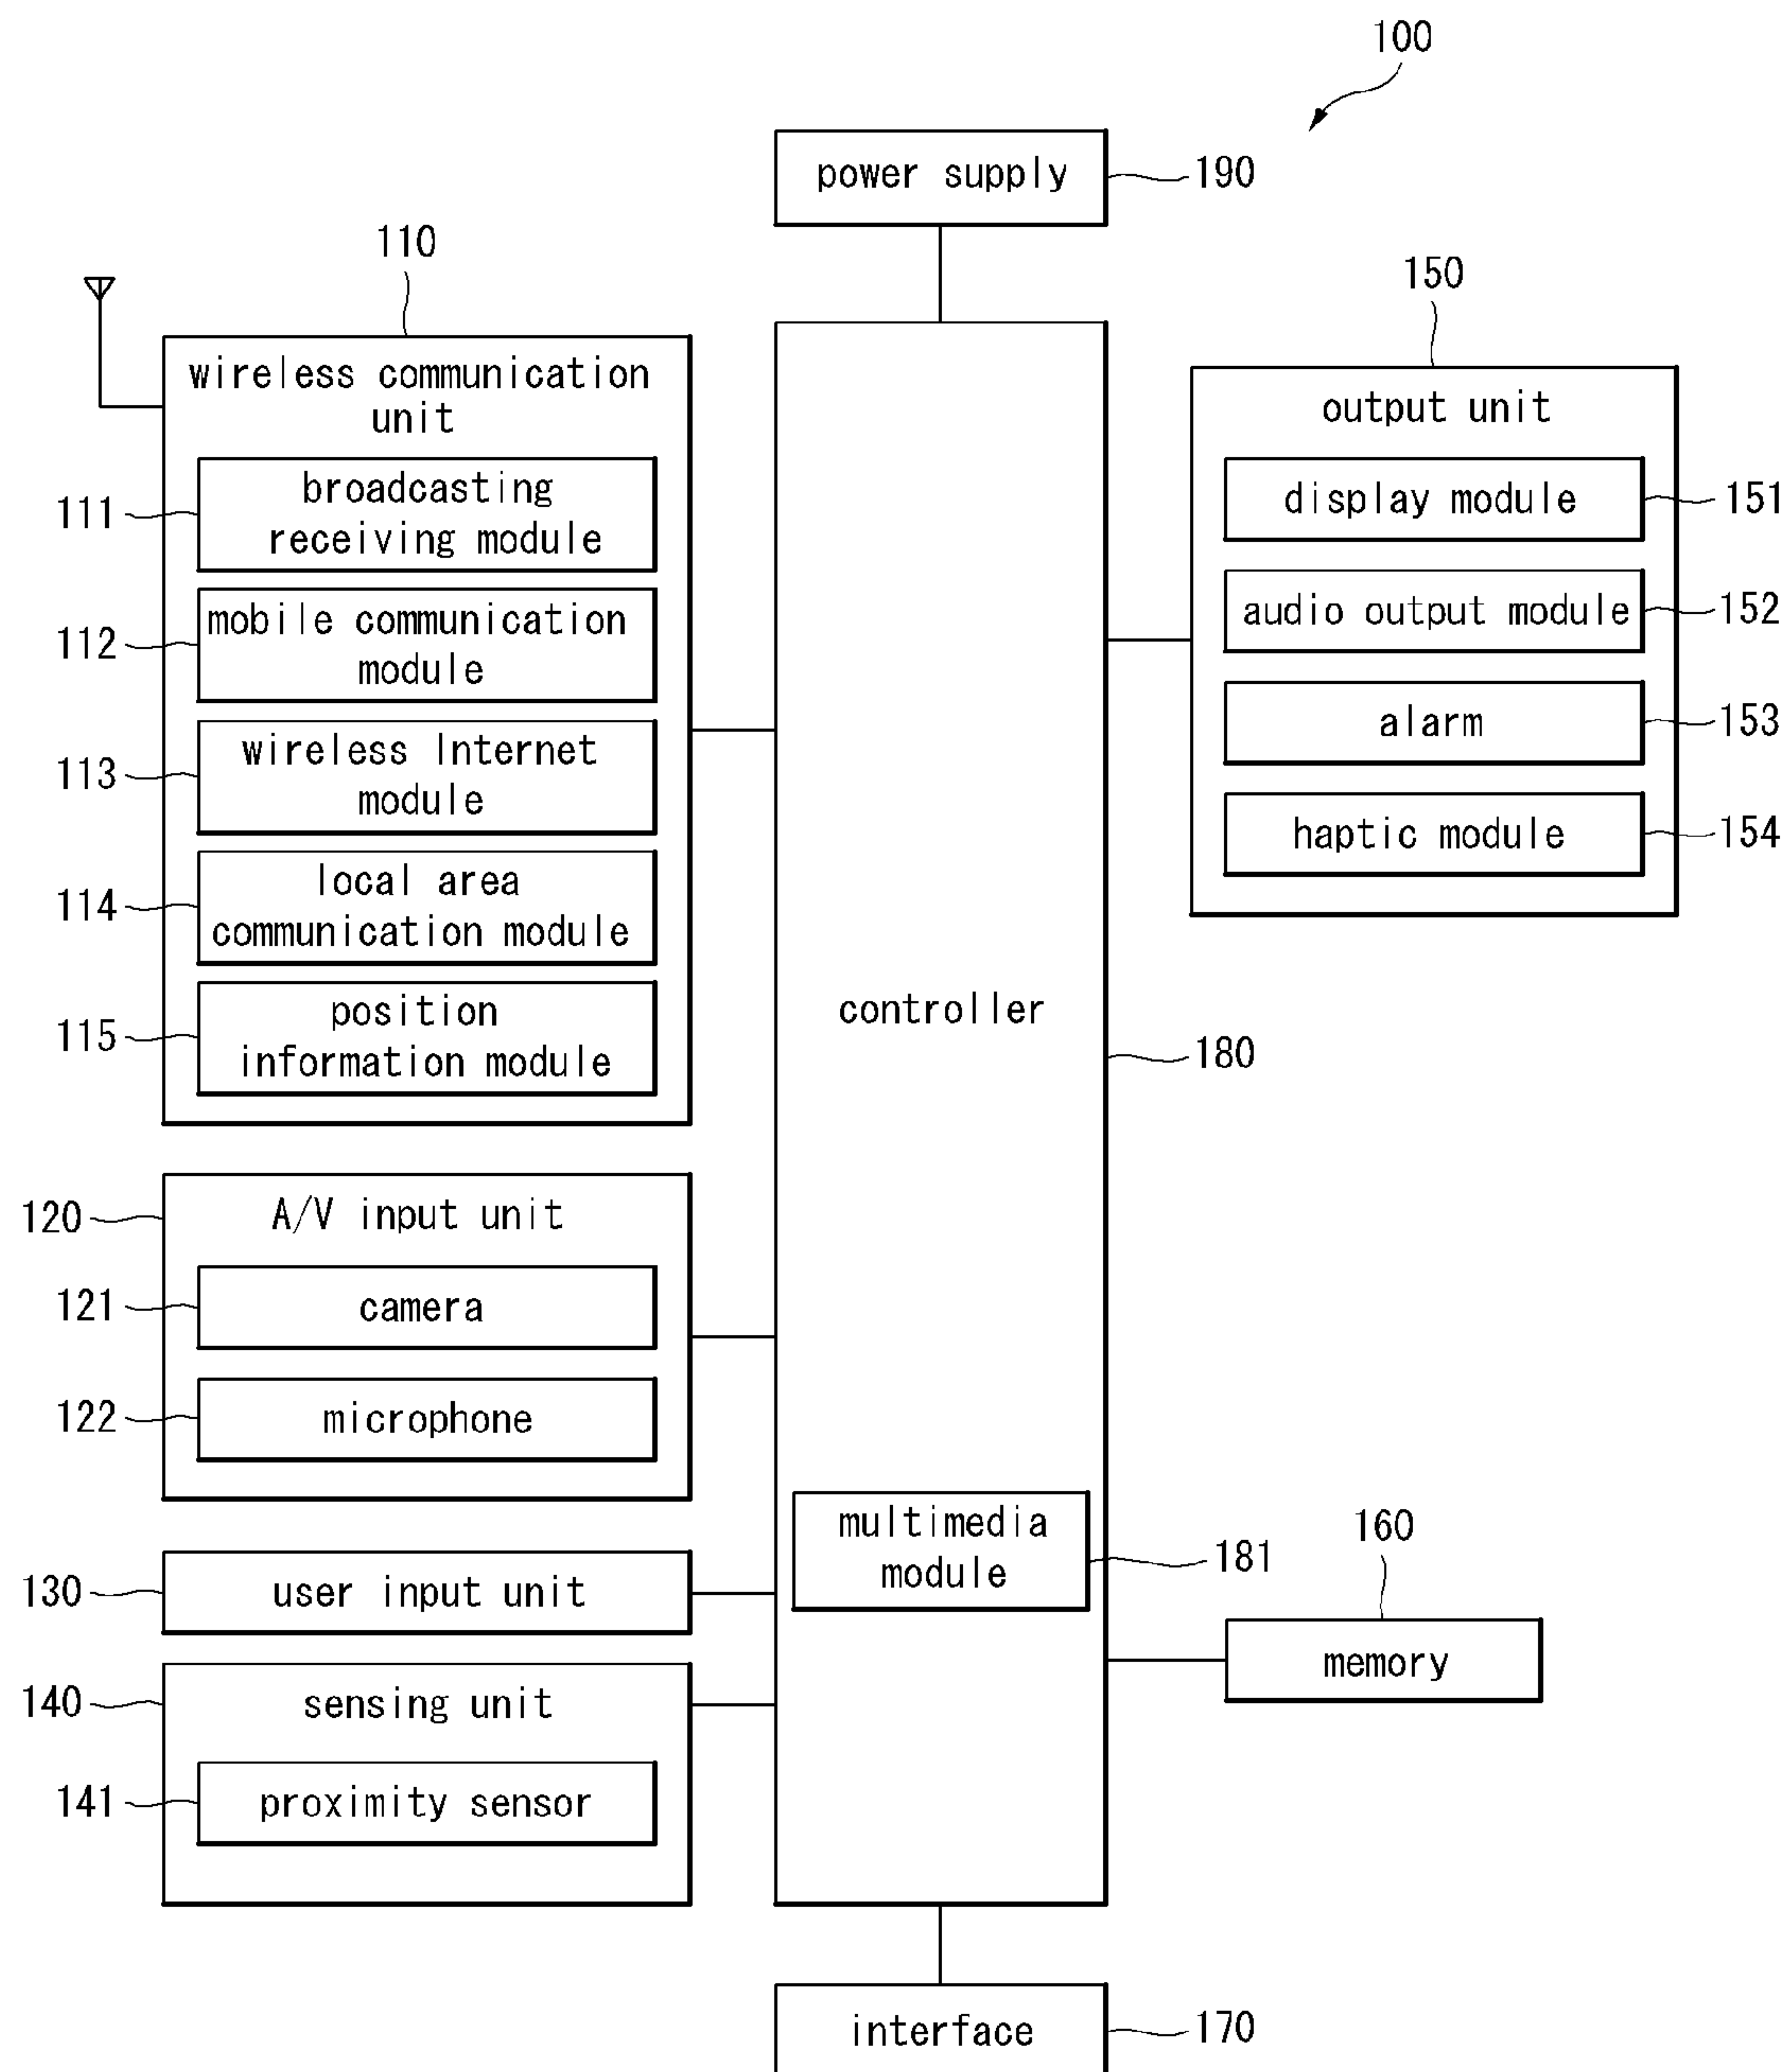 100
power supply
190
110
wireless communication
unit
broadcasting
receiving module
111
mobile communication
module
112
wireless Internet
module
113
local area
communication module
114
position
information module
115
150
output unit
display module
151
audio output module
152
alarm
153
haptic module
154
controller
180
120
A/V input unit
121
camera
122
microphone
multimedia
module
181
130
user input unit
140
sensing unit
141
proximity sensor
160
memory
interface
170